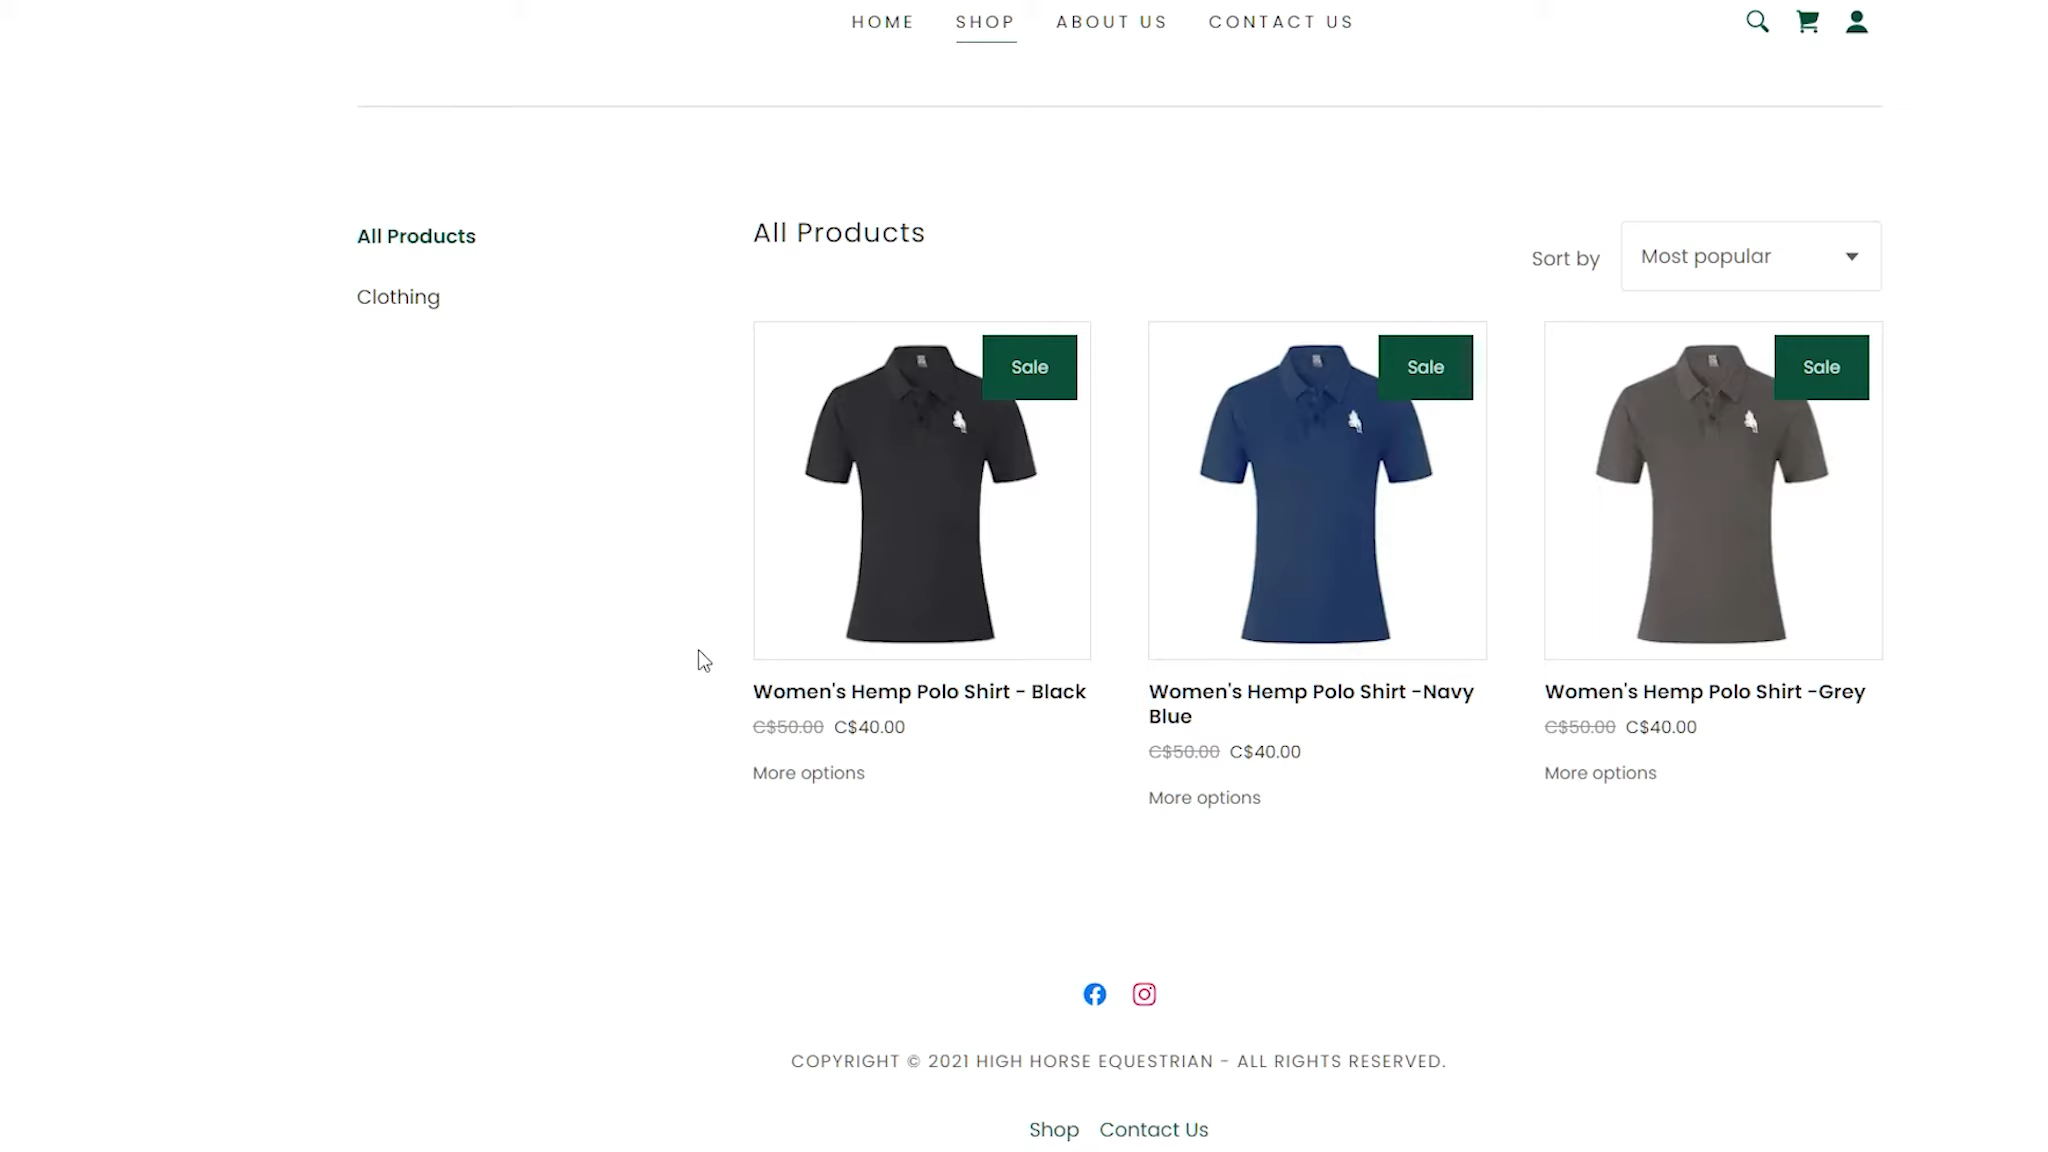 HOME SHOP ABOUT US CONTACT US
All Products
Clothing
All Products
Sort by Most popular
Sale
Sale
Sale
Women's Hemp Polo Shirt - Black
C$50.00 C$40.00
More options
Women's Hemp Polo Shirt -Navy
Blue
C$50.00 C$40.00
More options
Women's Hemp Polo Shirt -Grey
C$50.00 C$40.00
More options
COPYRIGHT © 2021 HIGH HORSE EQUESTRIAN - ALL RIGHTS RESERVED.
Shop Contact Us